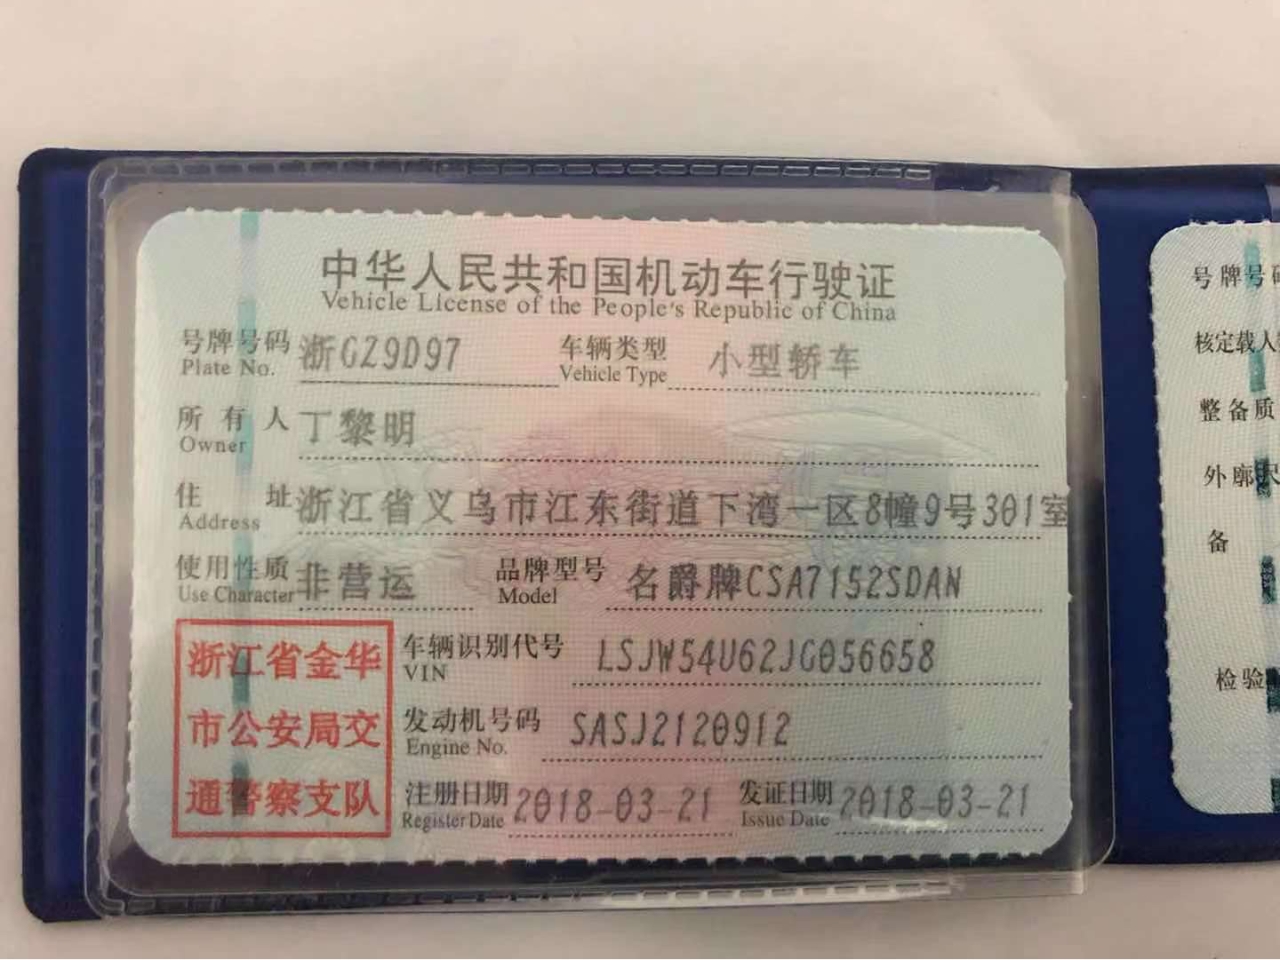 中华人民共和国机动车行驶证
Vehicle License of the People's Republic of China
号牌号码 浙GZ9D97 车辆类型 小型轿车
Plate No. Vehicle Type
所有人 丁黎明
Owner
住址 浙江省义乌市江东街道下湾一区8幢9号301室
Address
使用性质 非营运 品牌型号 名爵牌CSA7152SDAN
Use Character Model
浙江省金华
市公安局交
通警察支队
车辆识别代号 LSJW54U62JG056658
VIN
发动机号码 SASJ2120912
Engine No.
注册日期 2018-03-21 发证日期 2018-03-21
Register Date Issue Date
号牌号码
核定载人
整备质
外廓尺
备
检验